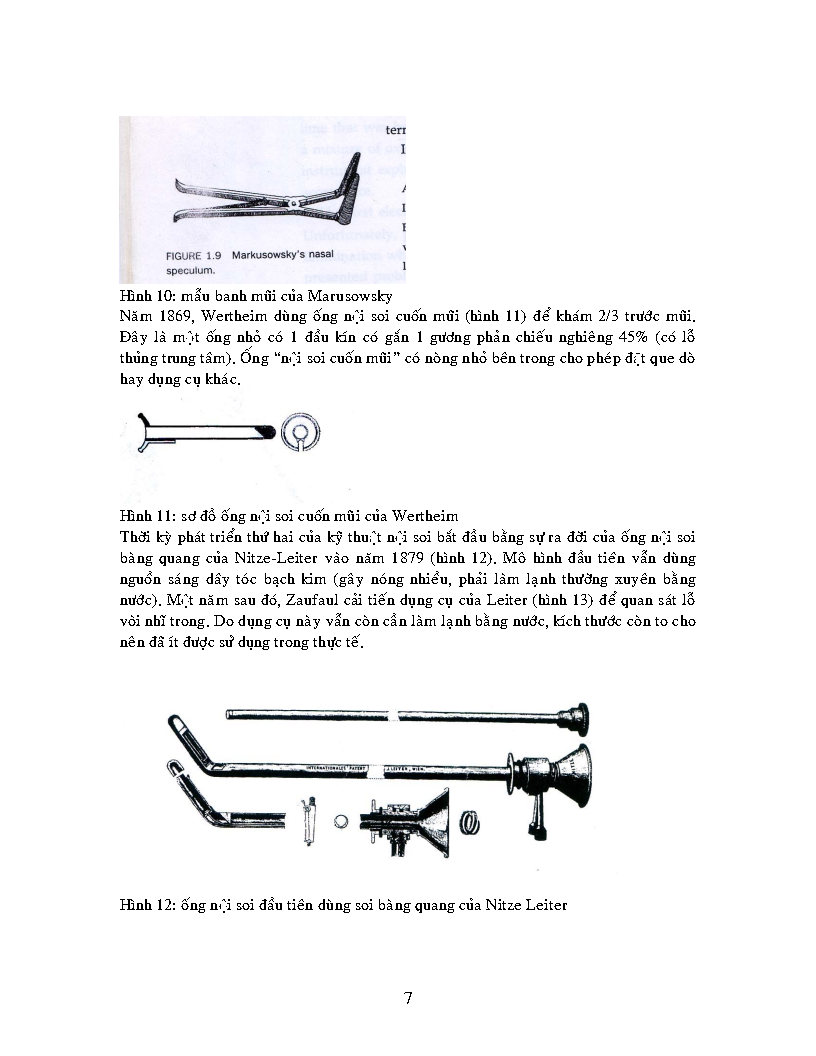 terr
FIGURE 1.9 Markusowsky's nasal
speculum.
Hình 10: mẫu banh mũi của Marusowsky
Năm 1869, Wertheim dùng ống nội soi cuốn mũi (hình 11) để khám 2/3 trước mũi.
Đây là một ống nhỏ có 1 đầu kín có gắn 1 gương phản chiếu nghiêng 45% (có lỗ
thủng trung tâm). Ống “nội soi cuốn mũi” có nòng nhỏ bên trong cho phép đặt que dò
hay dụng cụ khác.
Hình 11: sơ đồ ống nội soi cuốn mũi của Wertheim
Thời kỳ phát triển thứ hai của kỹ thuật nội soi bắt đầu bằng sự ra đời của ống nội soi
bàng quang của Nitze-Leiter vào năm 1879 (hình 12). Mô hình đầu tiên vẫn dùng
nguồn sáng dây tóc bạch kim (gây nóng nhiều, phải làm lạnh thường xuyên bằng
nước). Một năm sau đó, Zaufaul cải tiến dụng cụ của Leiter (hình 13) để quan sát lỗ
vòi nhĩ trong. Do dụng cụ này vẫn còn cần làm lạnh bằng nước, kích thước còn to cho
nên đã ít được sử dụng trong thực tế.
INTERNATIONALES PATENT J. LEITER, WIEN.
Hình 12: ống nội soi đầu tiên dùng soi bàng quang của Nitze Leiter
7